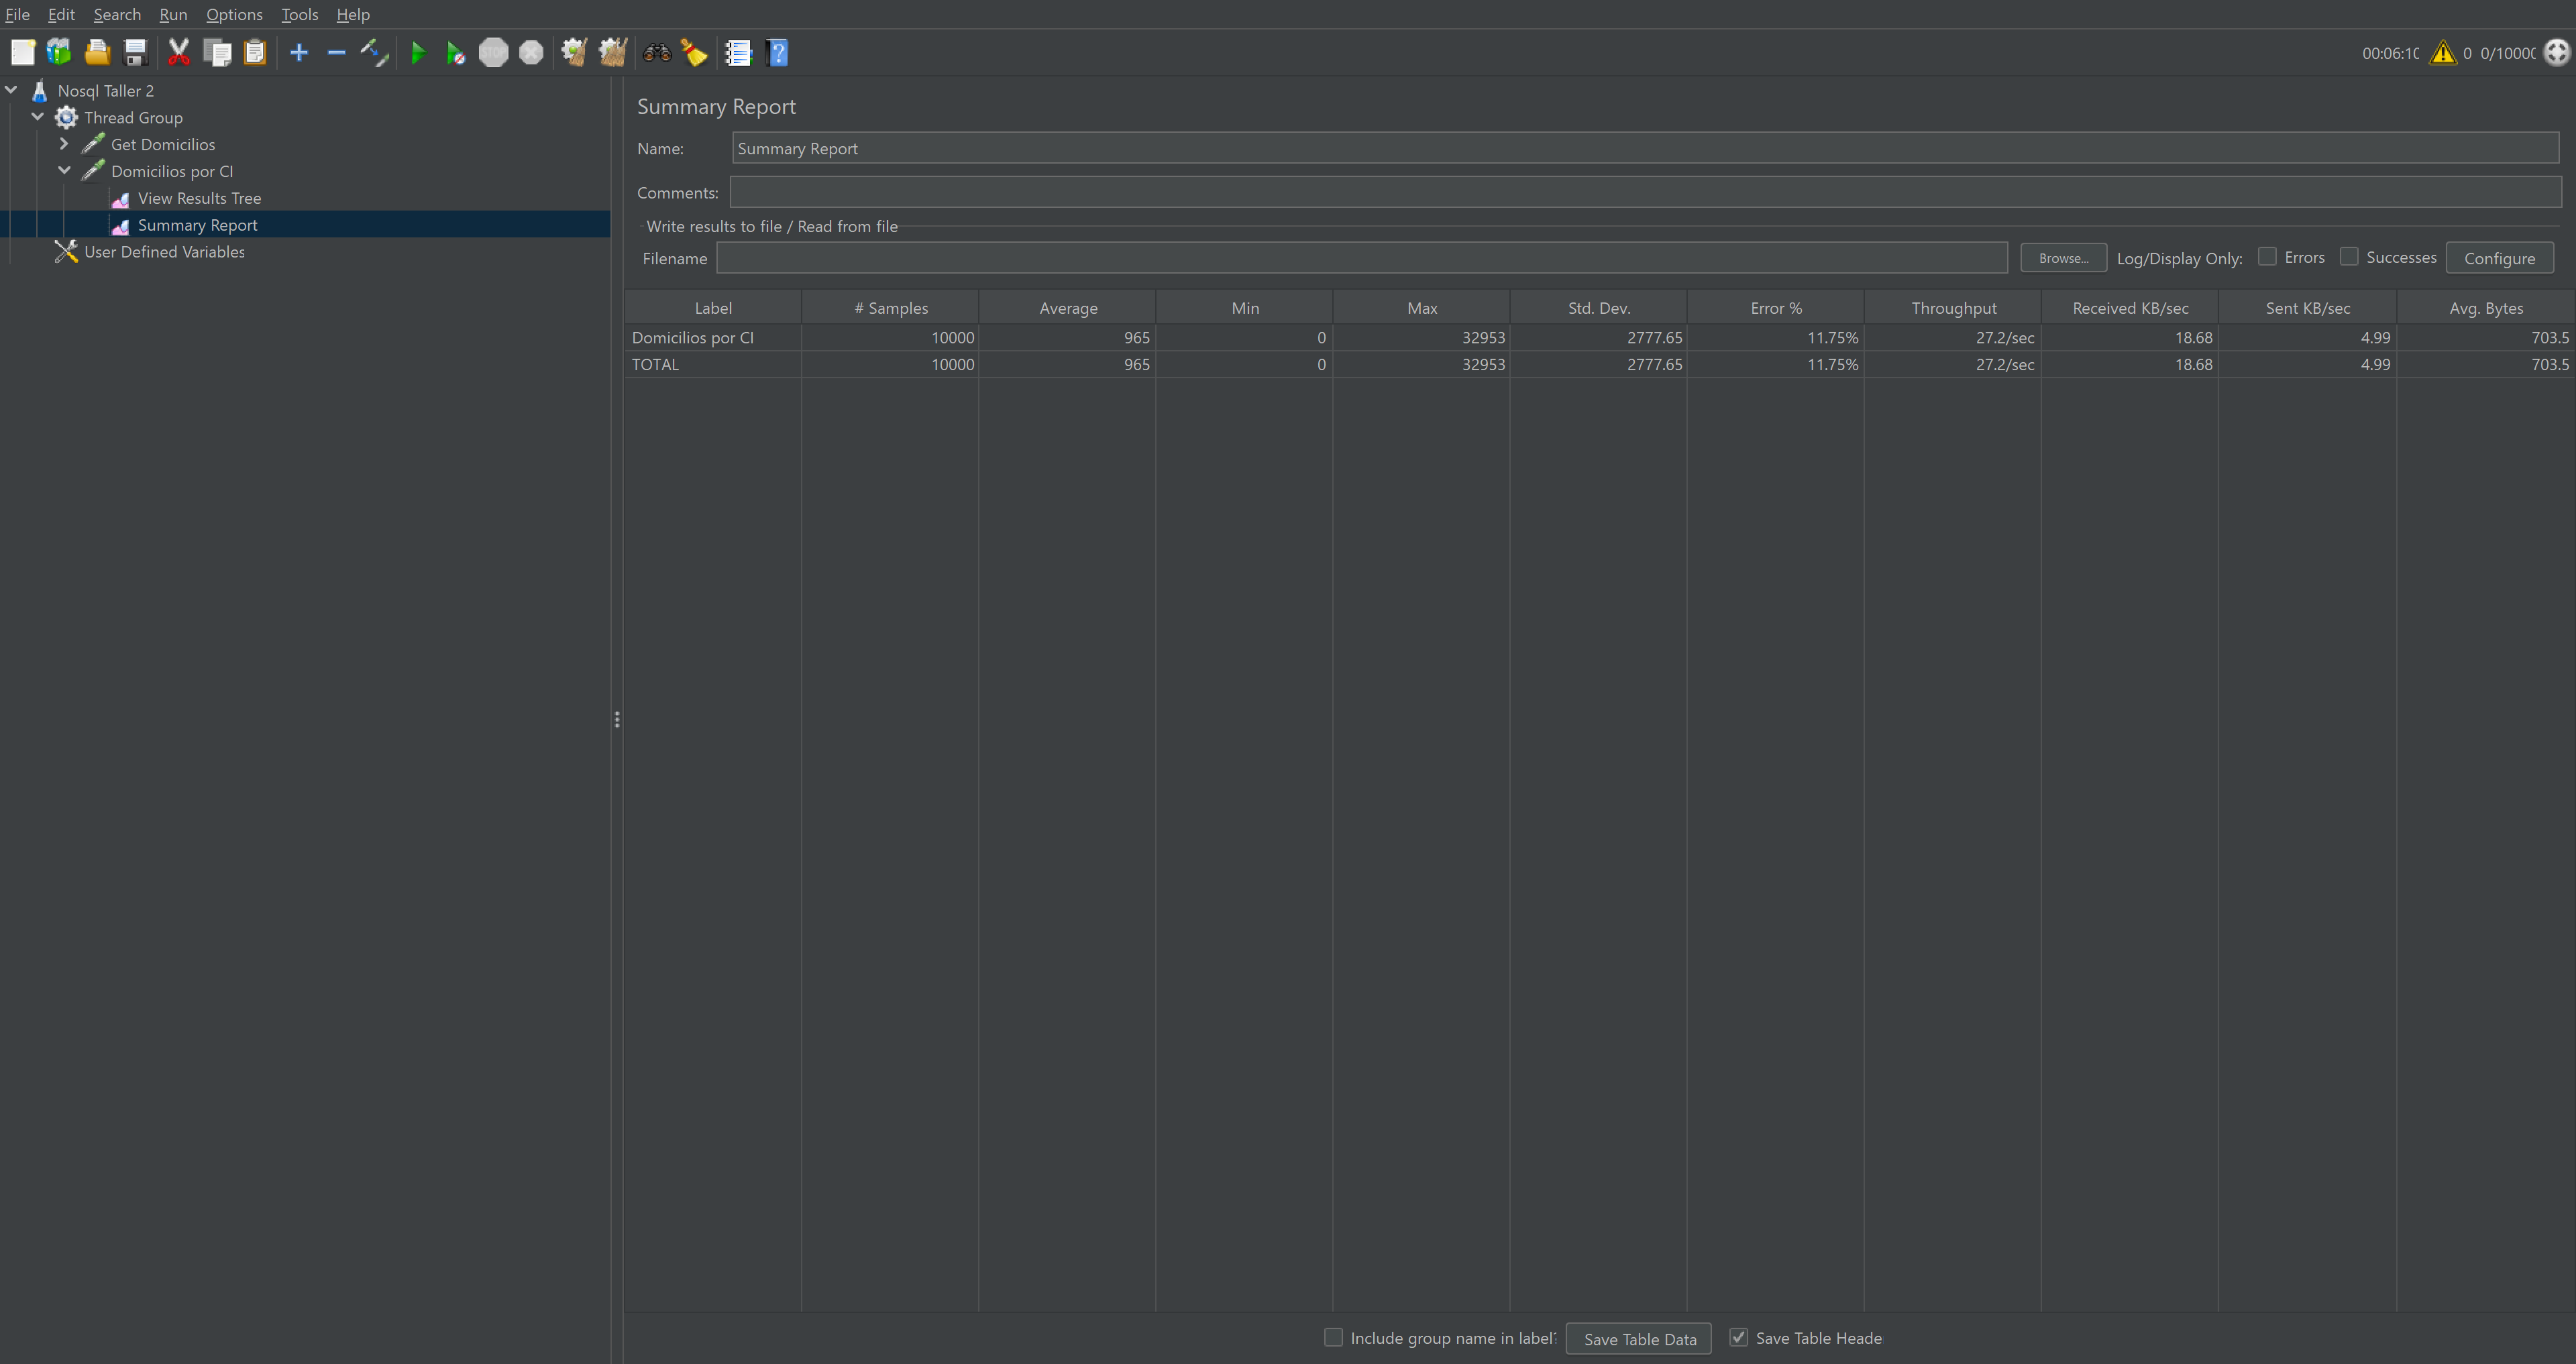 File Edit Search Run Options Tools Help
00:06:10 0 0/10000
Nosql Taller 2
Thread Group
Get Domicilios
Domicilios por CI
View Results Tree
Summary Report
User Defined Variables
Summary Report
Name: Summary Report
Comments:
Write results to file / Read from file
Filename Browse... Log/Display Only: Errors Successes Configure
Label # Samples Average Min Max Std. Dev. Error % Throughput Received KB/sec Sent KB/sec Avg. Bytes
Domicilios por CI 10000 965 0 32953 2777.65 11.75% 27.2/sec 18.68 4.99 703.5
TOTAL 10000 965 0 32953 2777.65 11.75% 27.2/sec 18.68 4.99 703.5
Include group name in label? Save Table Data Save Table Heade